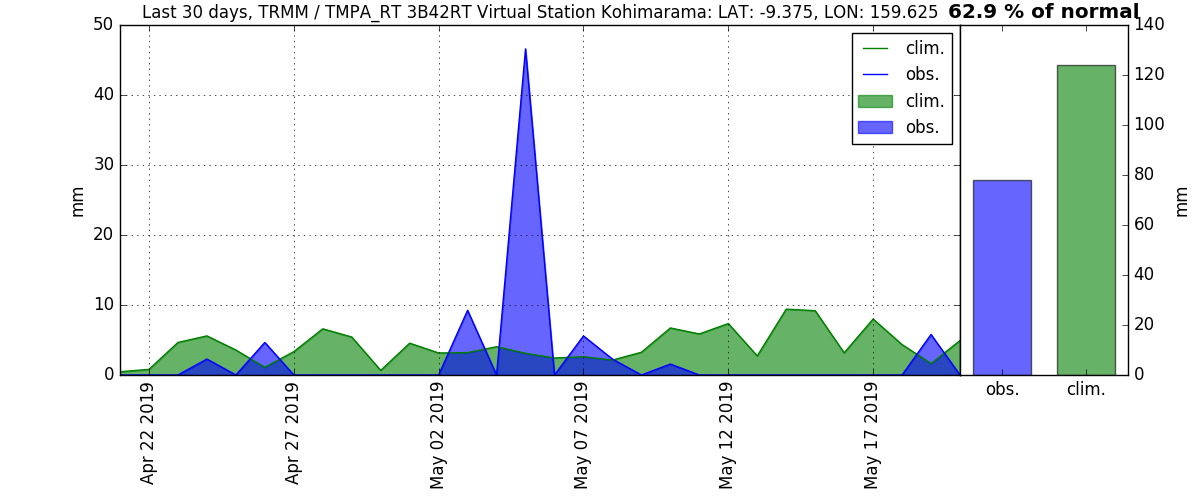 Last 30 days, TRMM / TMPA_RT 3B42RT Virtual Station Kohimarama: LAT: -9.375, LON: 159.625 62.9 % of normal
50
40
30
20
10
0
mm
clim.
obs.
clim.
obs.
140
120
100
80
60
40
20
0
mm
Apr 22 2019
Apr 27 2019
May 02 2019
May 07 2019
May 12 2019
May 17 2019
obs.
clim.